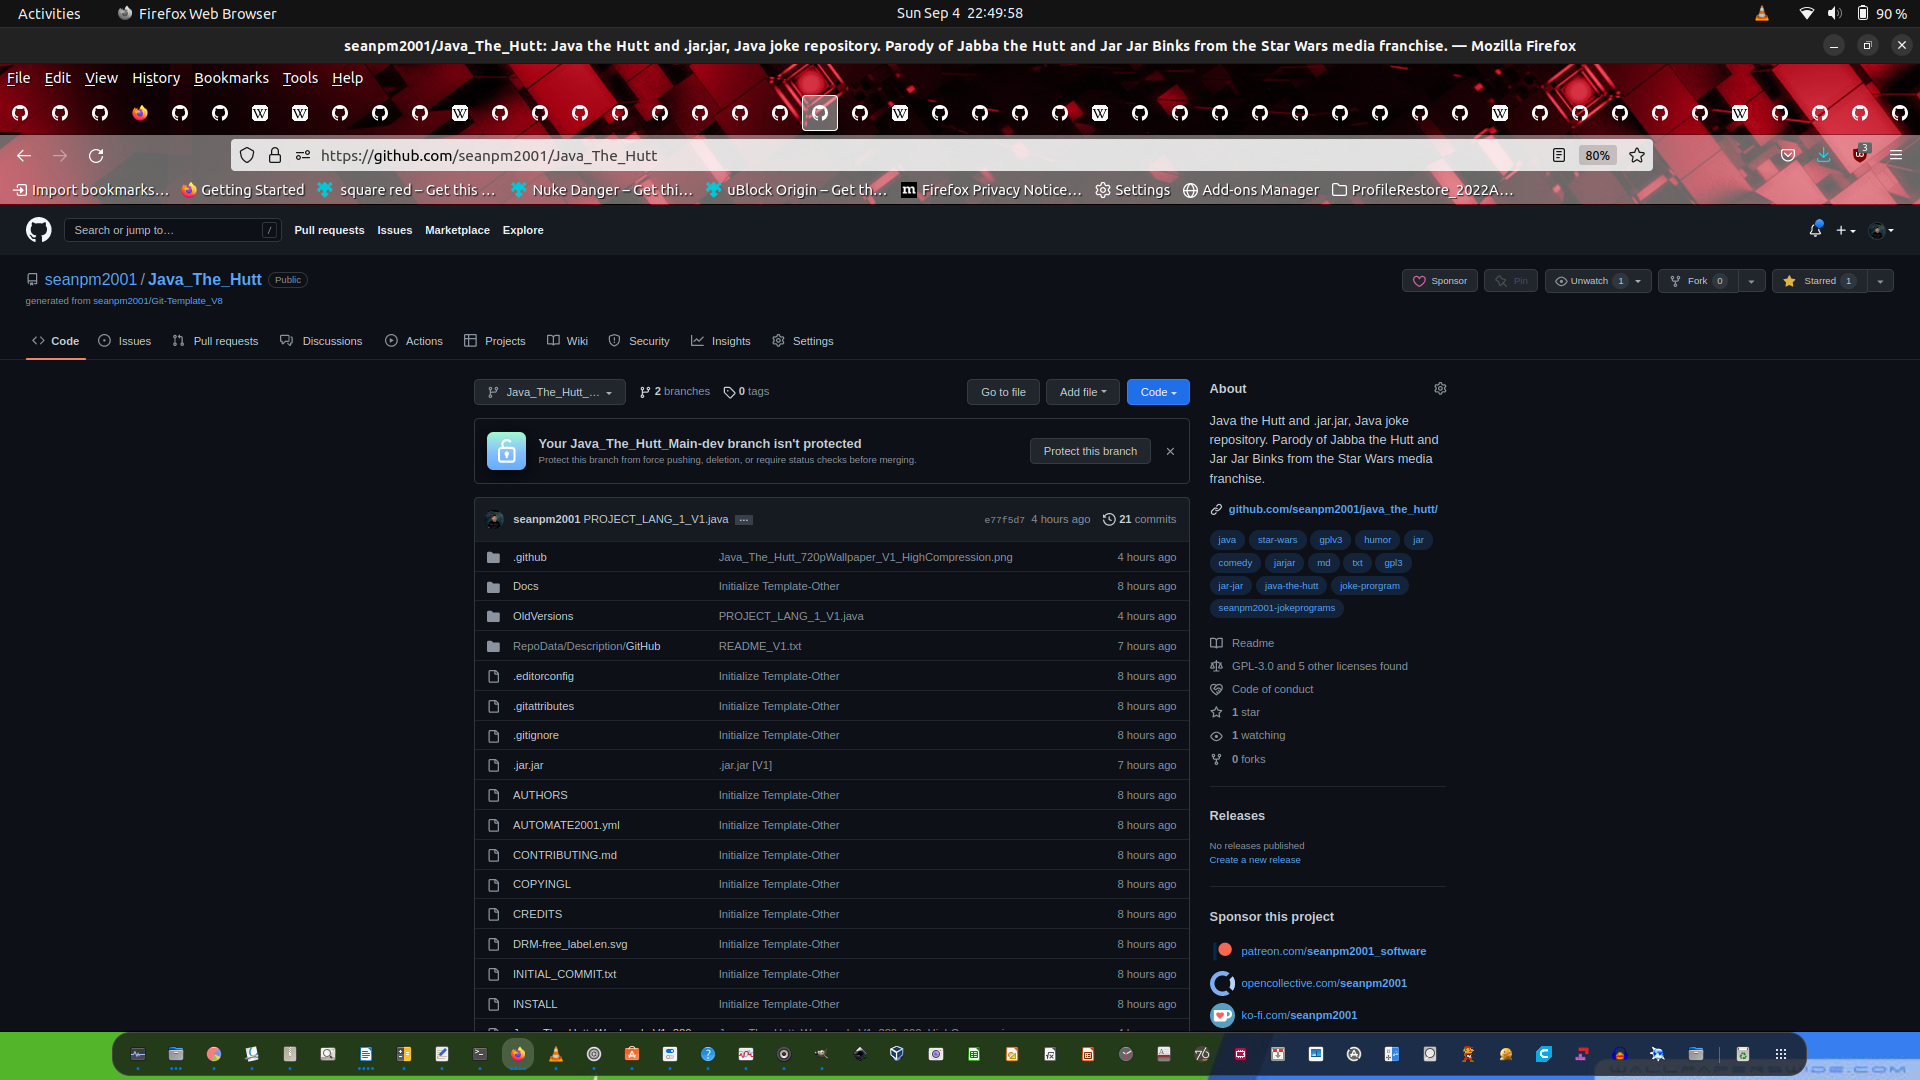 Activities
Firefox Web Browser
Sun Sep 4 22:49:58
90 %
seanpm2001/Java_The_Hutt: Java the Hutt and .jar.jar, Java joke repository. Parody of Jabba the Hutt and Jar Jar Binks from the Star Wars media franchise. — Mozilla Firefox
File Edit View History Bookmarks Tools Help
https://github.com/seanpm2001/Java_The_Hutt
80%
3
Import bookmarks… Getting Started square red – Get this … Nuke Danger – Get thi… uBlock Origin – Get th… Firefox Privacy Notice… Settings Add-ons Manager ProfileRestore_2022A…
Search or jump to… /
Pull requests Issues Marketplace Explore
seanpm2001 / Java_The_Hutt Public
generated from seanpm2001/Git-Template_V8
Sponsor Pin Unwatch 1 Fork 0 Starred 1
Code Issues Pull requests Discussions Actions Projects Wiki Security Insights Settings
Java_The_Hutt_… 2 branches 0 tags Go to file Add file Code
Your Java_The_Hutt_Main-dev branch isn't protected
Protect this branch from force pushing, deletion, or require status checks before merging.
Protect this branch
seanpm2001 PROJECT_LANG_1_V1.java … e77f5d7 4 hours ago 21 commits
.github Java_The_Hutt_720pWallpaper_V1_HighCompression.png 4 hours ago
Docs Initialize Template-Other 8 hours ago
OldVersions PROJECT_LANG_1_V1.java 4 hours ago
RepoData/Description/GitHub README_V1.txt 7 hours ago
.editorconfig Initialize Template-Other 8 hours ago
.gitattributes Initialize Template-Other 8 hours ago
.gitignore Initialize Template-Other 8 hours ago
.jar.jar .jar.jar [V1] 7 hours ago
AUTHORS Initialize Template-Other 8 hours ago
AUTOMATE2001.yml Initialize Template-Other 8 hours ago
CONTRIBUTING.md Initialize Template-Other 8 hours ago
COPYINGL Initialize Template-Other 8 hours ago
CREDITS Initialize Template-Other 8 hours ago
DRM-free_label.en.svg Initialize Template-Other 8 hours ago
INITIAL_COMMIT.txt Initialize Template-Other 8 hours ago
INSTALL Initialize Template-Other 8 hours ago
About
Java the Hutt and .jar.jar, Java joke
repository. Parody of Jabba the Hutt and
Jar Jar Binks from the Star Wars media
franchise.
github.com/seanpm2001/java_the_hutt/
java star-wars gplv3 humor jar
comedy jarjar md txt gpl3
jar-jar java-the-hutt joke-prorgram
seanpm2001-jokeprograms
Readme
GPL-3.0 and 5 other licenses found
Code of conduct
1 star
1 watching
0 forks
Releases
No releases published
Create a new release
Sponsor this project
patreon.com/seanpm2001_software
opencollective.com/seanpm2001
ko-fi.com/seanpm2001